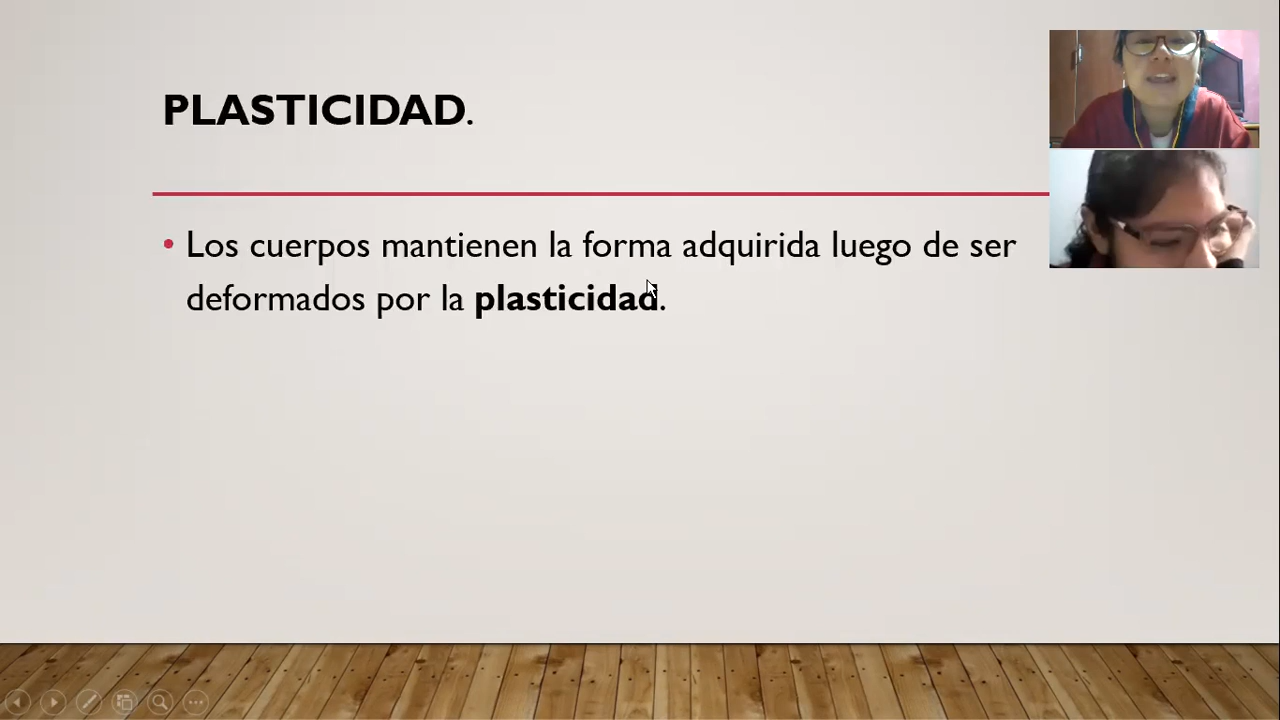 PLASTICIDAD.
• Los cuerpos mantienen la forma adquirida luego de ser
deformados por la plasticidad.